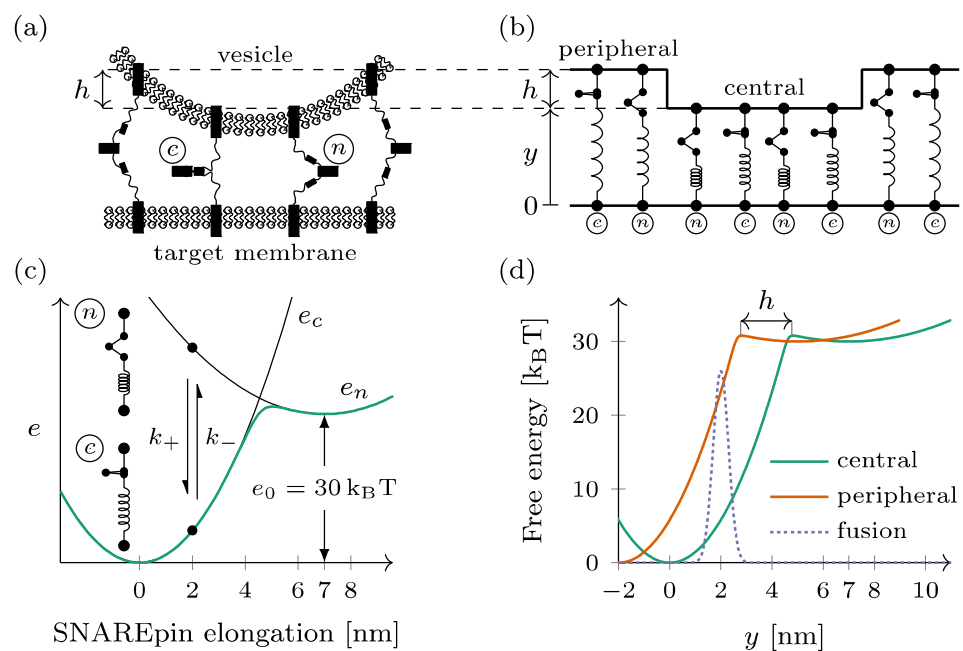 (a)
vesicle
h
c
n
target membrane
(b)
peripheral
central
h
y
0
c n n c n c n c
(c)
n
c
e
e_c
e_n
k_+ k_−
e_0 = 30 k_BT
0 2 4 6 7 8
SNAREpin elongation [nm]
(d)
h
Free energy [k_BT]
30
20
10
0
central
peripheral
fusion
−2 0 2 4 6 7 8 10
y [nm]